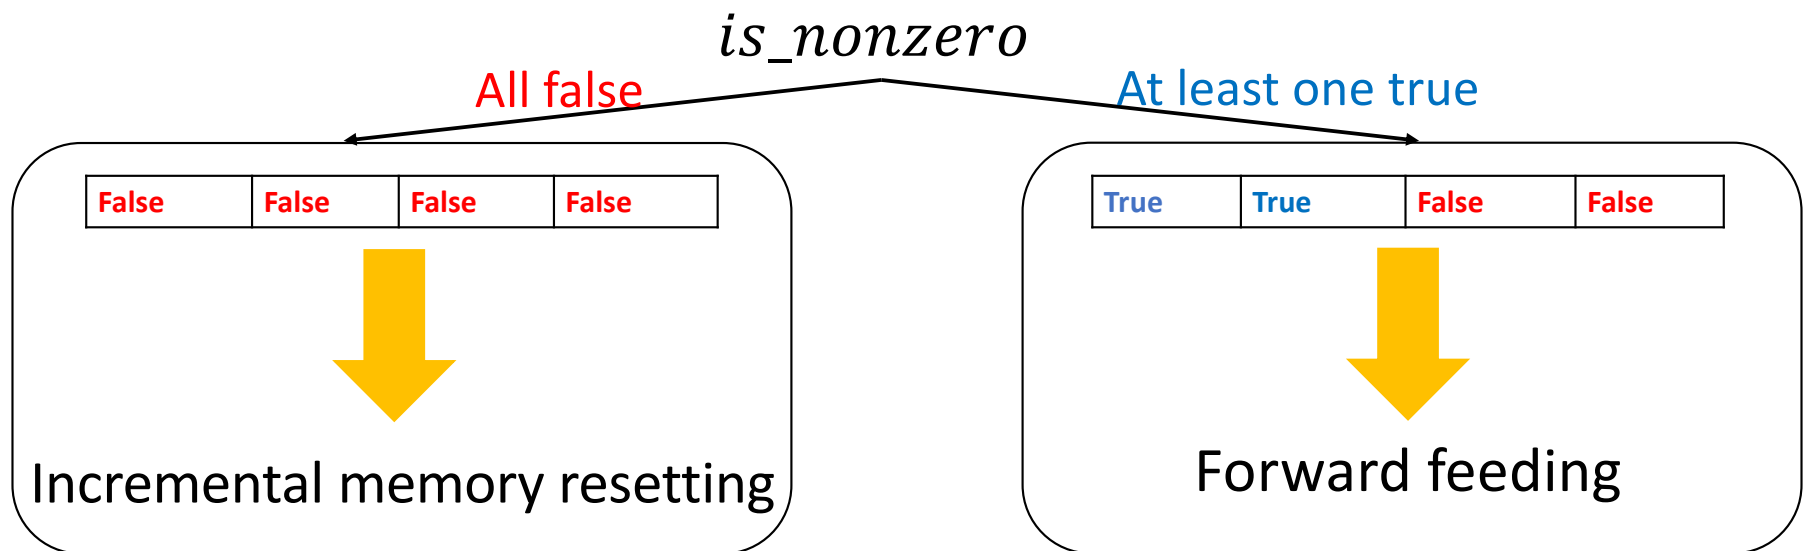 is_nonzero
All false
At least one true
False False False False
True True False False
Incremental memory resetting
Forward feeding